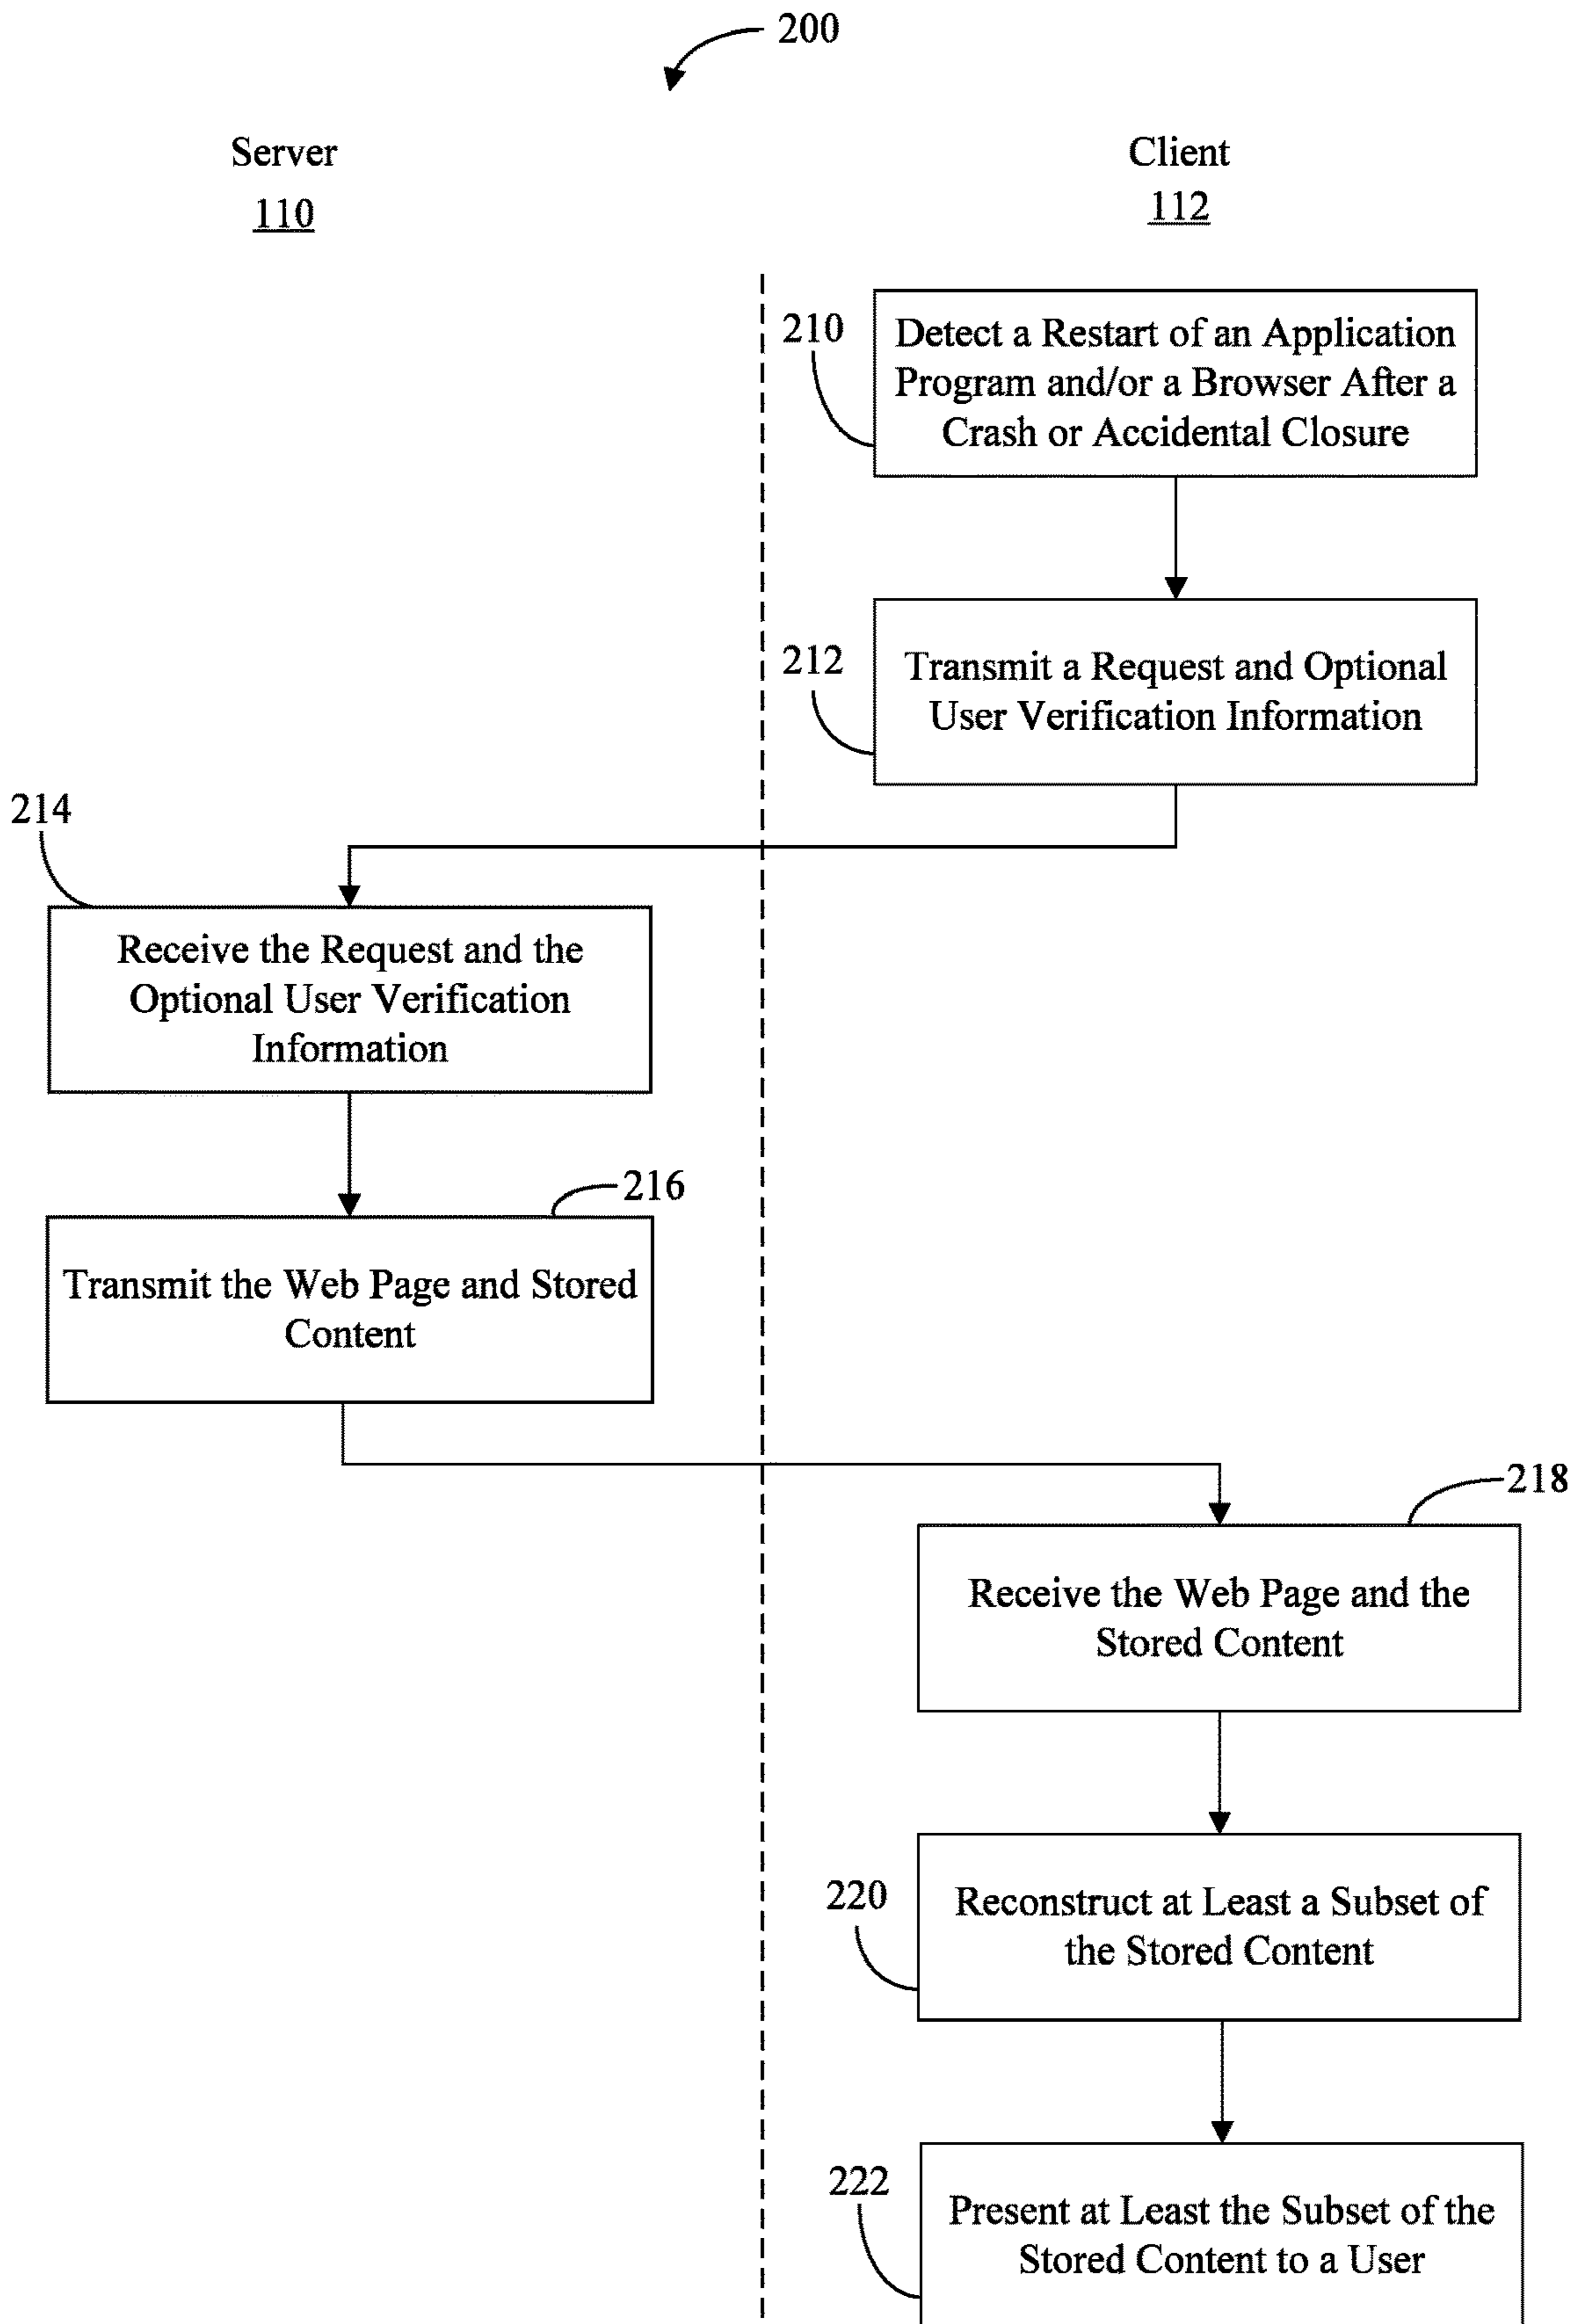 200
Server
110
Client
112
210
Detect a Restart of an Application
Program and/or a Browser After a
Crash or Accidental Closure
212
Transmit a Request and Optional
User Verification Information
214
Receive the Request and the
Optional User Verification
Information
216
Transmit the Web Page and Stored
Content
218
Receive the Web Page and the
Stored Content
220
Reconstruct at Least a Subset of
the Stored Content
222
Present at Least the Subset of the
Stored Content to a User